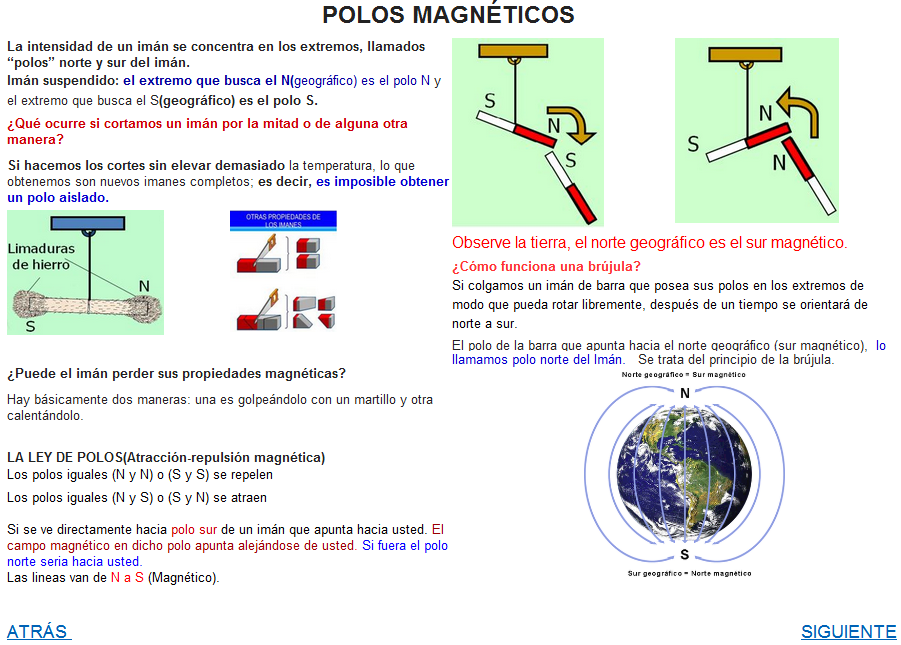 POLOS MAGNÉTICOS
La intensidad de un imán se concentra en los extremos, llamados
“polos” norte y sur del imán.
Imán suspendido: el extremo que busca el N(geográfico) es el polo N y
el extremo que busca el S(geográfico) es el polo S.
¿Qué ocurre si cortamos un imán por la mitad o de alguna otra
manera?
Si hacemos los cortes sin elevar demasiado la temperatura, lo que
obtenemos son nuevos imanes completos; es decir, es imposible obtener
un polo aislado.
Limaduras
de hierro
N
S
OTRAS PROPIEDADES DE
LOS IMANES
¿Puede el imán perder sus propiedades magnéticas?
Hay básicamente dos maneras: una es golpeándolo con un martillo y otra
calentándolo.
LA LEY DE POLOS(Atracción-repulsión magnética)
Los polos iguales (N y N) o (S y S) se repelen
Los polos iguales (N y S) o (S y N) se atraen
Si se ve directamente hacia polo sur de un imán que apunta hacia usted. El
campo magnético en dicho polo apunta alejándose de usted. Si fuera el polo
norte seria hacia usted.
Las lineas van de N a S (Magnético).
S
N
S
N
S
N
Observe la tierra, el norte geográfico es el sur magnético.
¿Cómo funciona una brújula?
Si colgamos un imán de barra que posea sus polos en los extremos de
modo que pueda rotar libremente, después de un tiempo se orientará de
norte a sur.
El polo de la barra que apunta hacia el norte geográfico (sur magnético), lo
llamamos polo norte del Imán. Se trata del principio de la brújula.
Norte geográfico = Sur magnético
N
S
Sur geográfico = Norte magnético
ATRÁS
SIGUIENTE